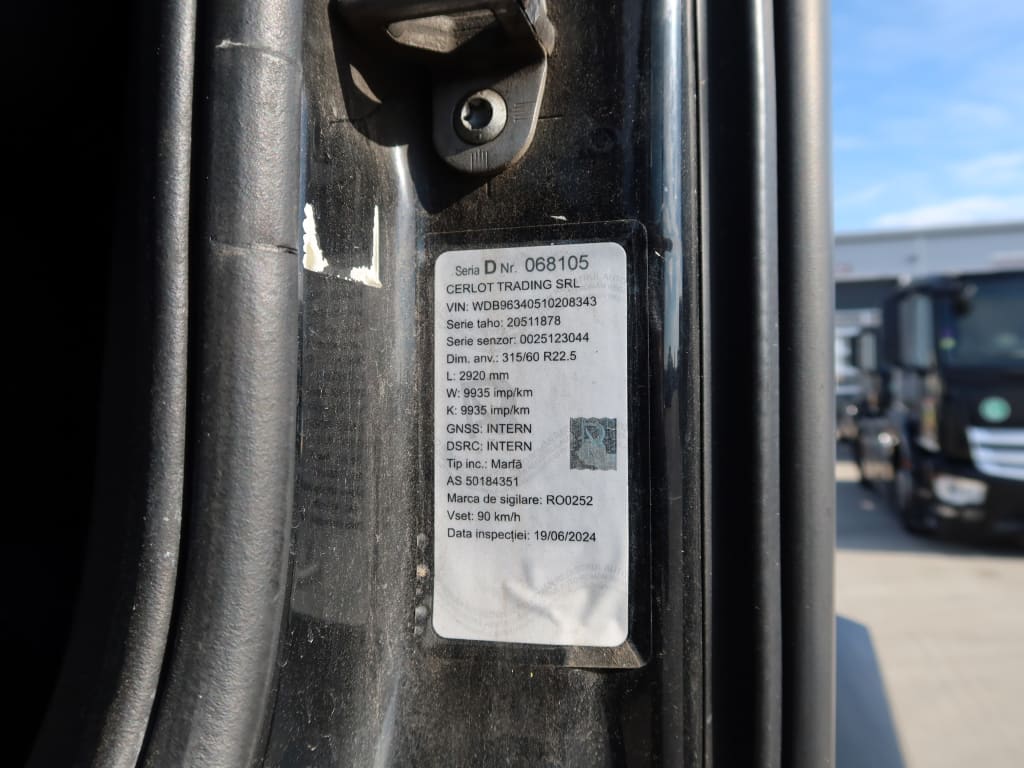 Seria D Nr. 068105
CERLOT TRADING SRL
VIN: WDB96340510208343
Serie taho: 20511878
Serie senzor: 0025123044
Dim. anv.: 315/60 R22.5
L: 2920 mm
W: 9935 imp/km
K: 9935 imp/km
GNSS: INTERN
DSRC: INTERN
Tip inc.: Marfă
AS 50184351
Marca de sigilare: RO0252
Vset: 90 km/h
Data inspecției: 19/06/2024